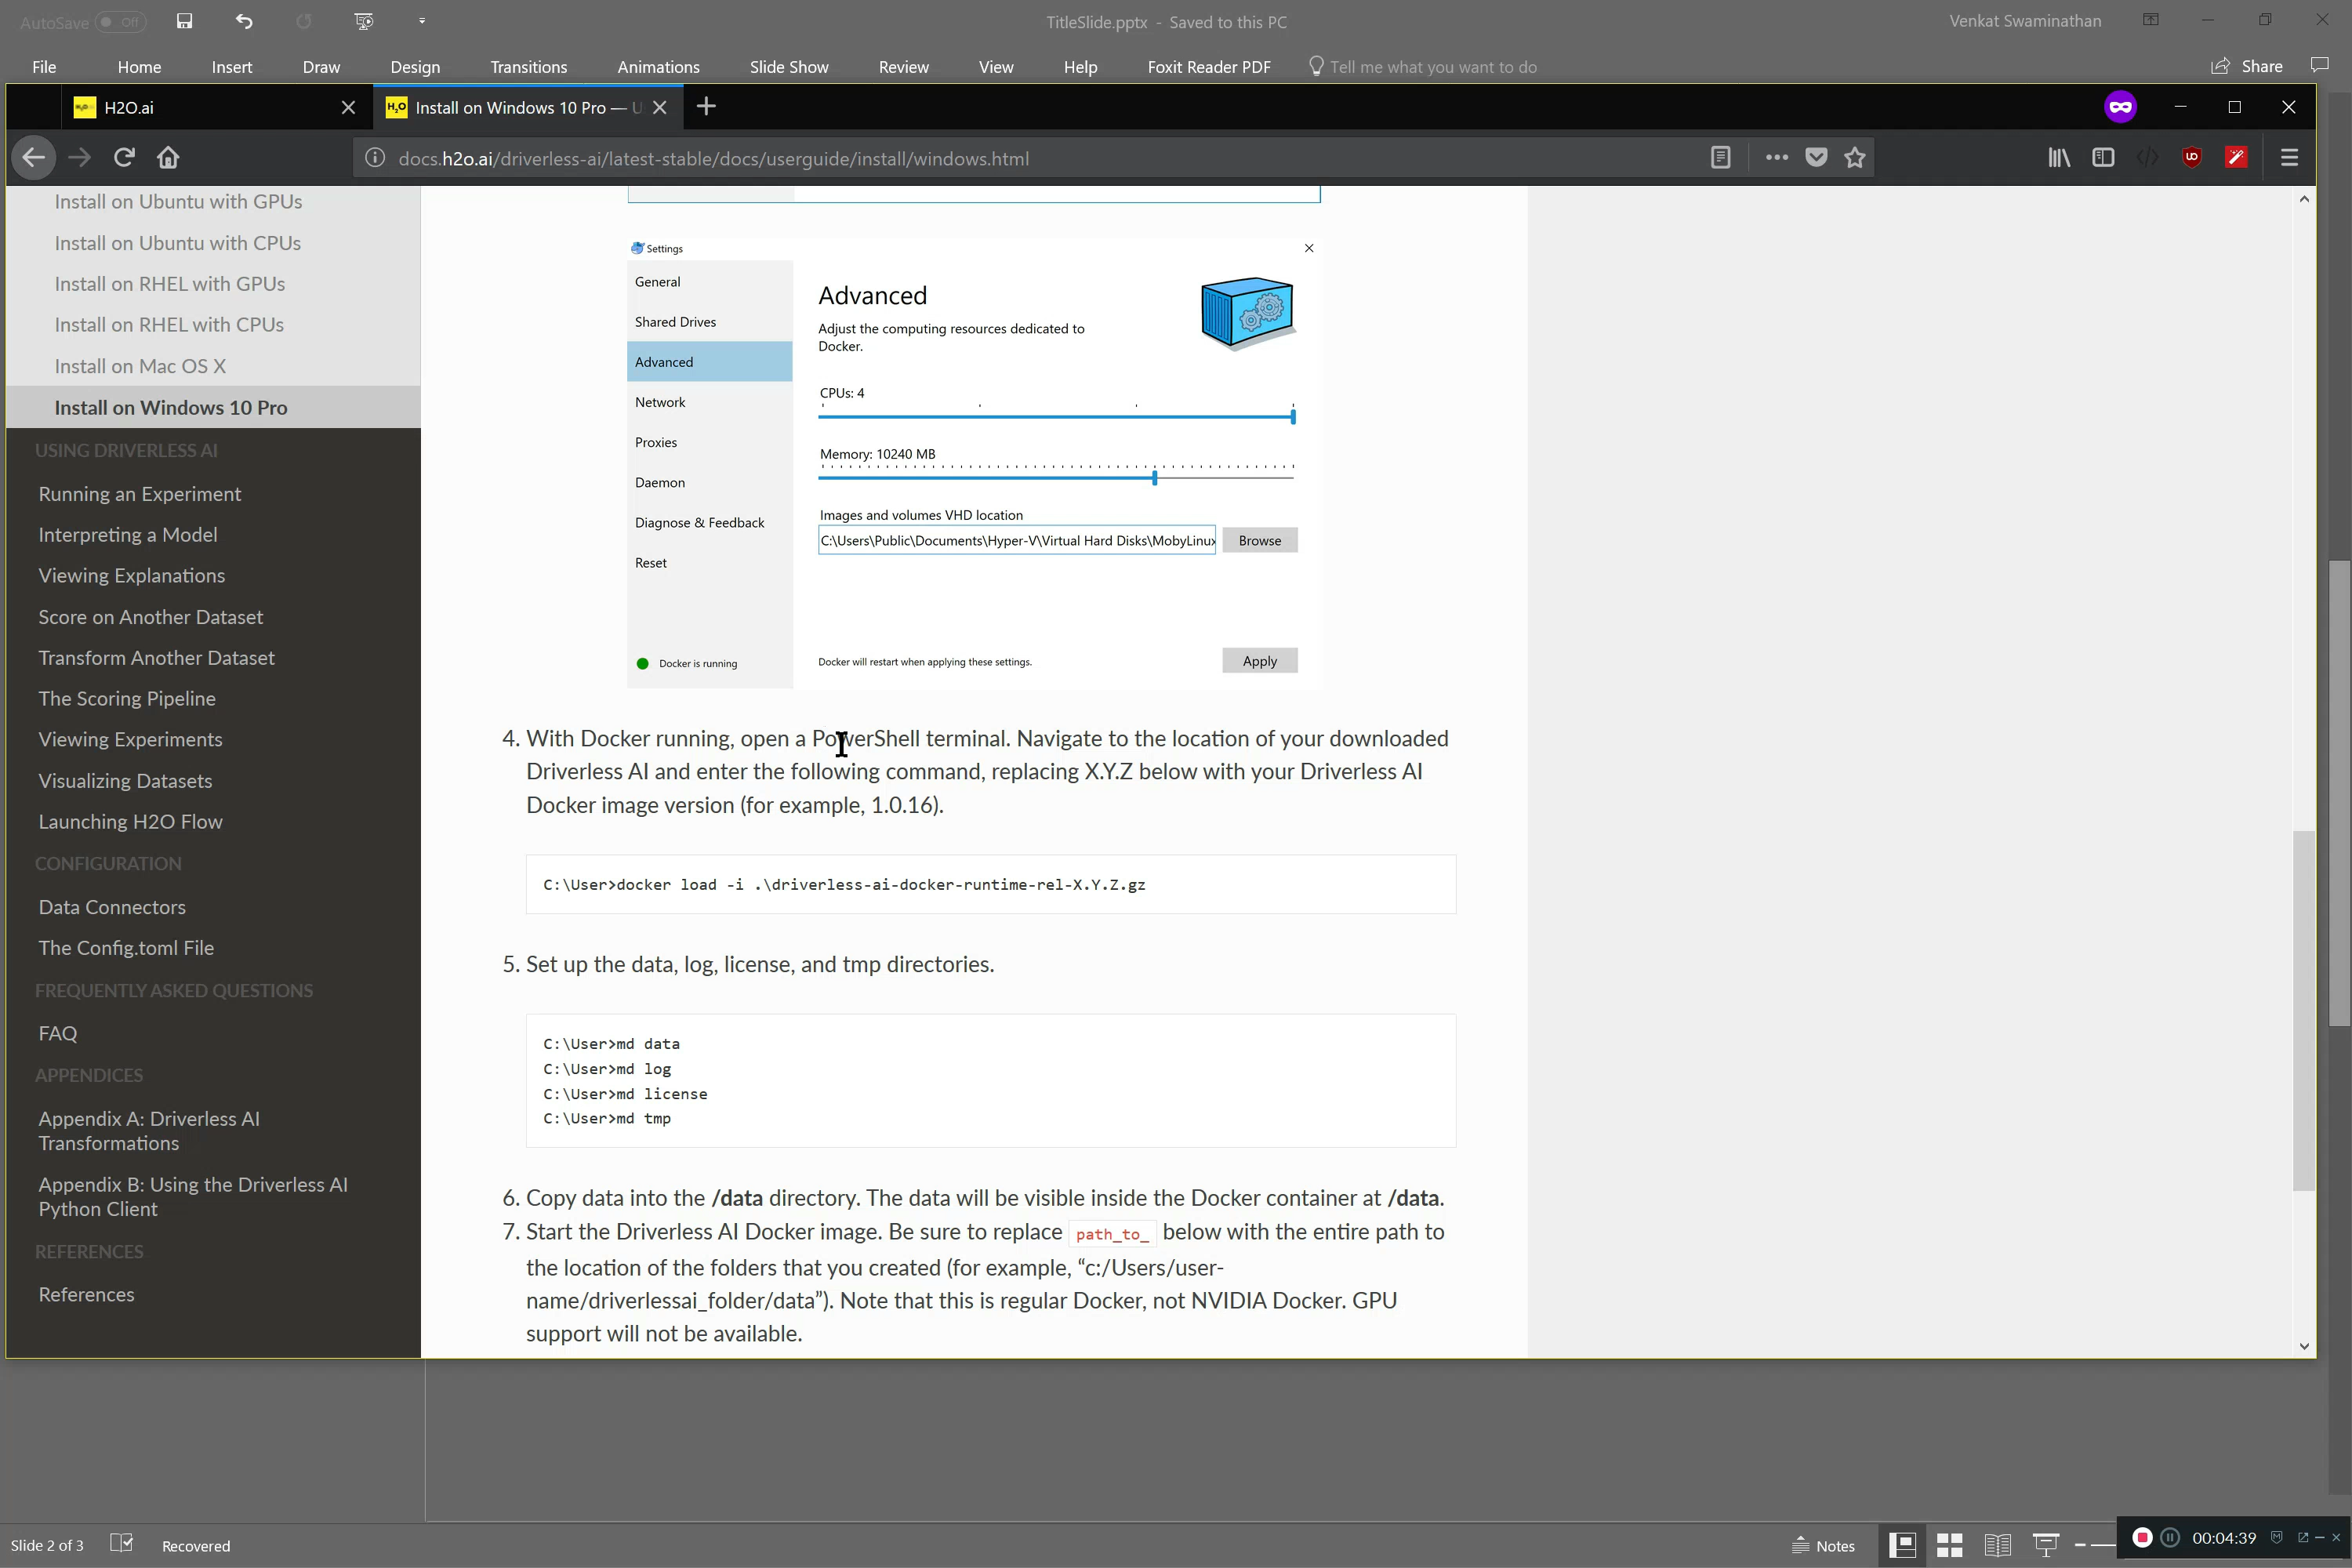 AutoSave Off
TitleSlide.pptx - Saved to this PC
Venkat Swaminathan
File Home Insert Draw Design Transitions Animations Slide Show Review View Help Foxit Reader PDF Tell me what you want to do Share
H2O.ai
H2O Install on Windows 10 Pro — U
docs.h2o.ai/driverless-ai/latest-stable/docs/userguide/install/windows.html
Install on Ubuntu with GPUs
Install on Ubuntu with CPUs
Install on RHEL with GPUs
Install on RHEL with CPUs
Install on Mac OS X
Install on Windows 10 Pro
USING DRIVERLESS AI
Running an Experiment
Interpreting a Model
Viewing Explanations
Score on Another Dataset
Transform Another Dataset
The Scoring Pipeline
Viewing Experiments
Visualizing Datasets
Launching H2O Flow
CONFIGURATION
Data Connectors
The Config.toml File
FREQUENTLY ASKED QUESTIONS
FAQ
APPENDICES
Appendix A: Driverless AI
Transformations
Appendix B: Using the Driverless AI
Python Client
REFERENCES
References
Settings
General
Shared Drives
Advanced
Network
Proxies
Daemon
Diagnose & Feedback
Reset
Docker is running
Advanced
Adjust the computing resources dedicated to
Docker.
CPUs: 4
Memory: 10240 MB
Images and volumes VHD location
C:\Users\Public\Documents\Hyper-V\Virtual Hard Disks\MobyLinux
Browse
Docker will restart when applying these settings.
Apply
4. With Docker running, open a PowerShell terminal. Navigate to the location of your downloaded
Driverless AI and enter the following command, replacing X.Y.Z below with your Driverless AI
Docker image version (for example, 1.0.16).
C:\User>docker load -i .\driverless-ai-docker-runtime-rel-X.Y.Z.gz
5. Set up the data, log, license, and tmp directories.
C:\User>md data
C:\User>md log
C:\User>md license
C:\User>md tmp
6. Copy data into the /data directory. The data will be visible inside the Docker container at /data.
7. Start the Driverless AI Docker image. Be sure to replace path_to_ below with the entire path to
the location of the folders that you created (for example, “c:/Users/user-
name/driverlessai_folder/data”). Note that this is regular Docker, not NVIDIA Docker. GPU
support will not be available.
Slide 2 of 3
Recovered
Notes
00:04:39